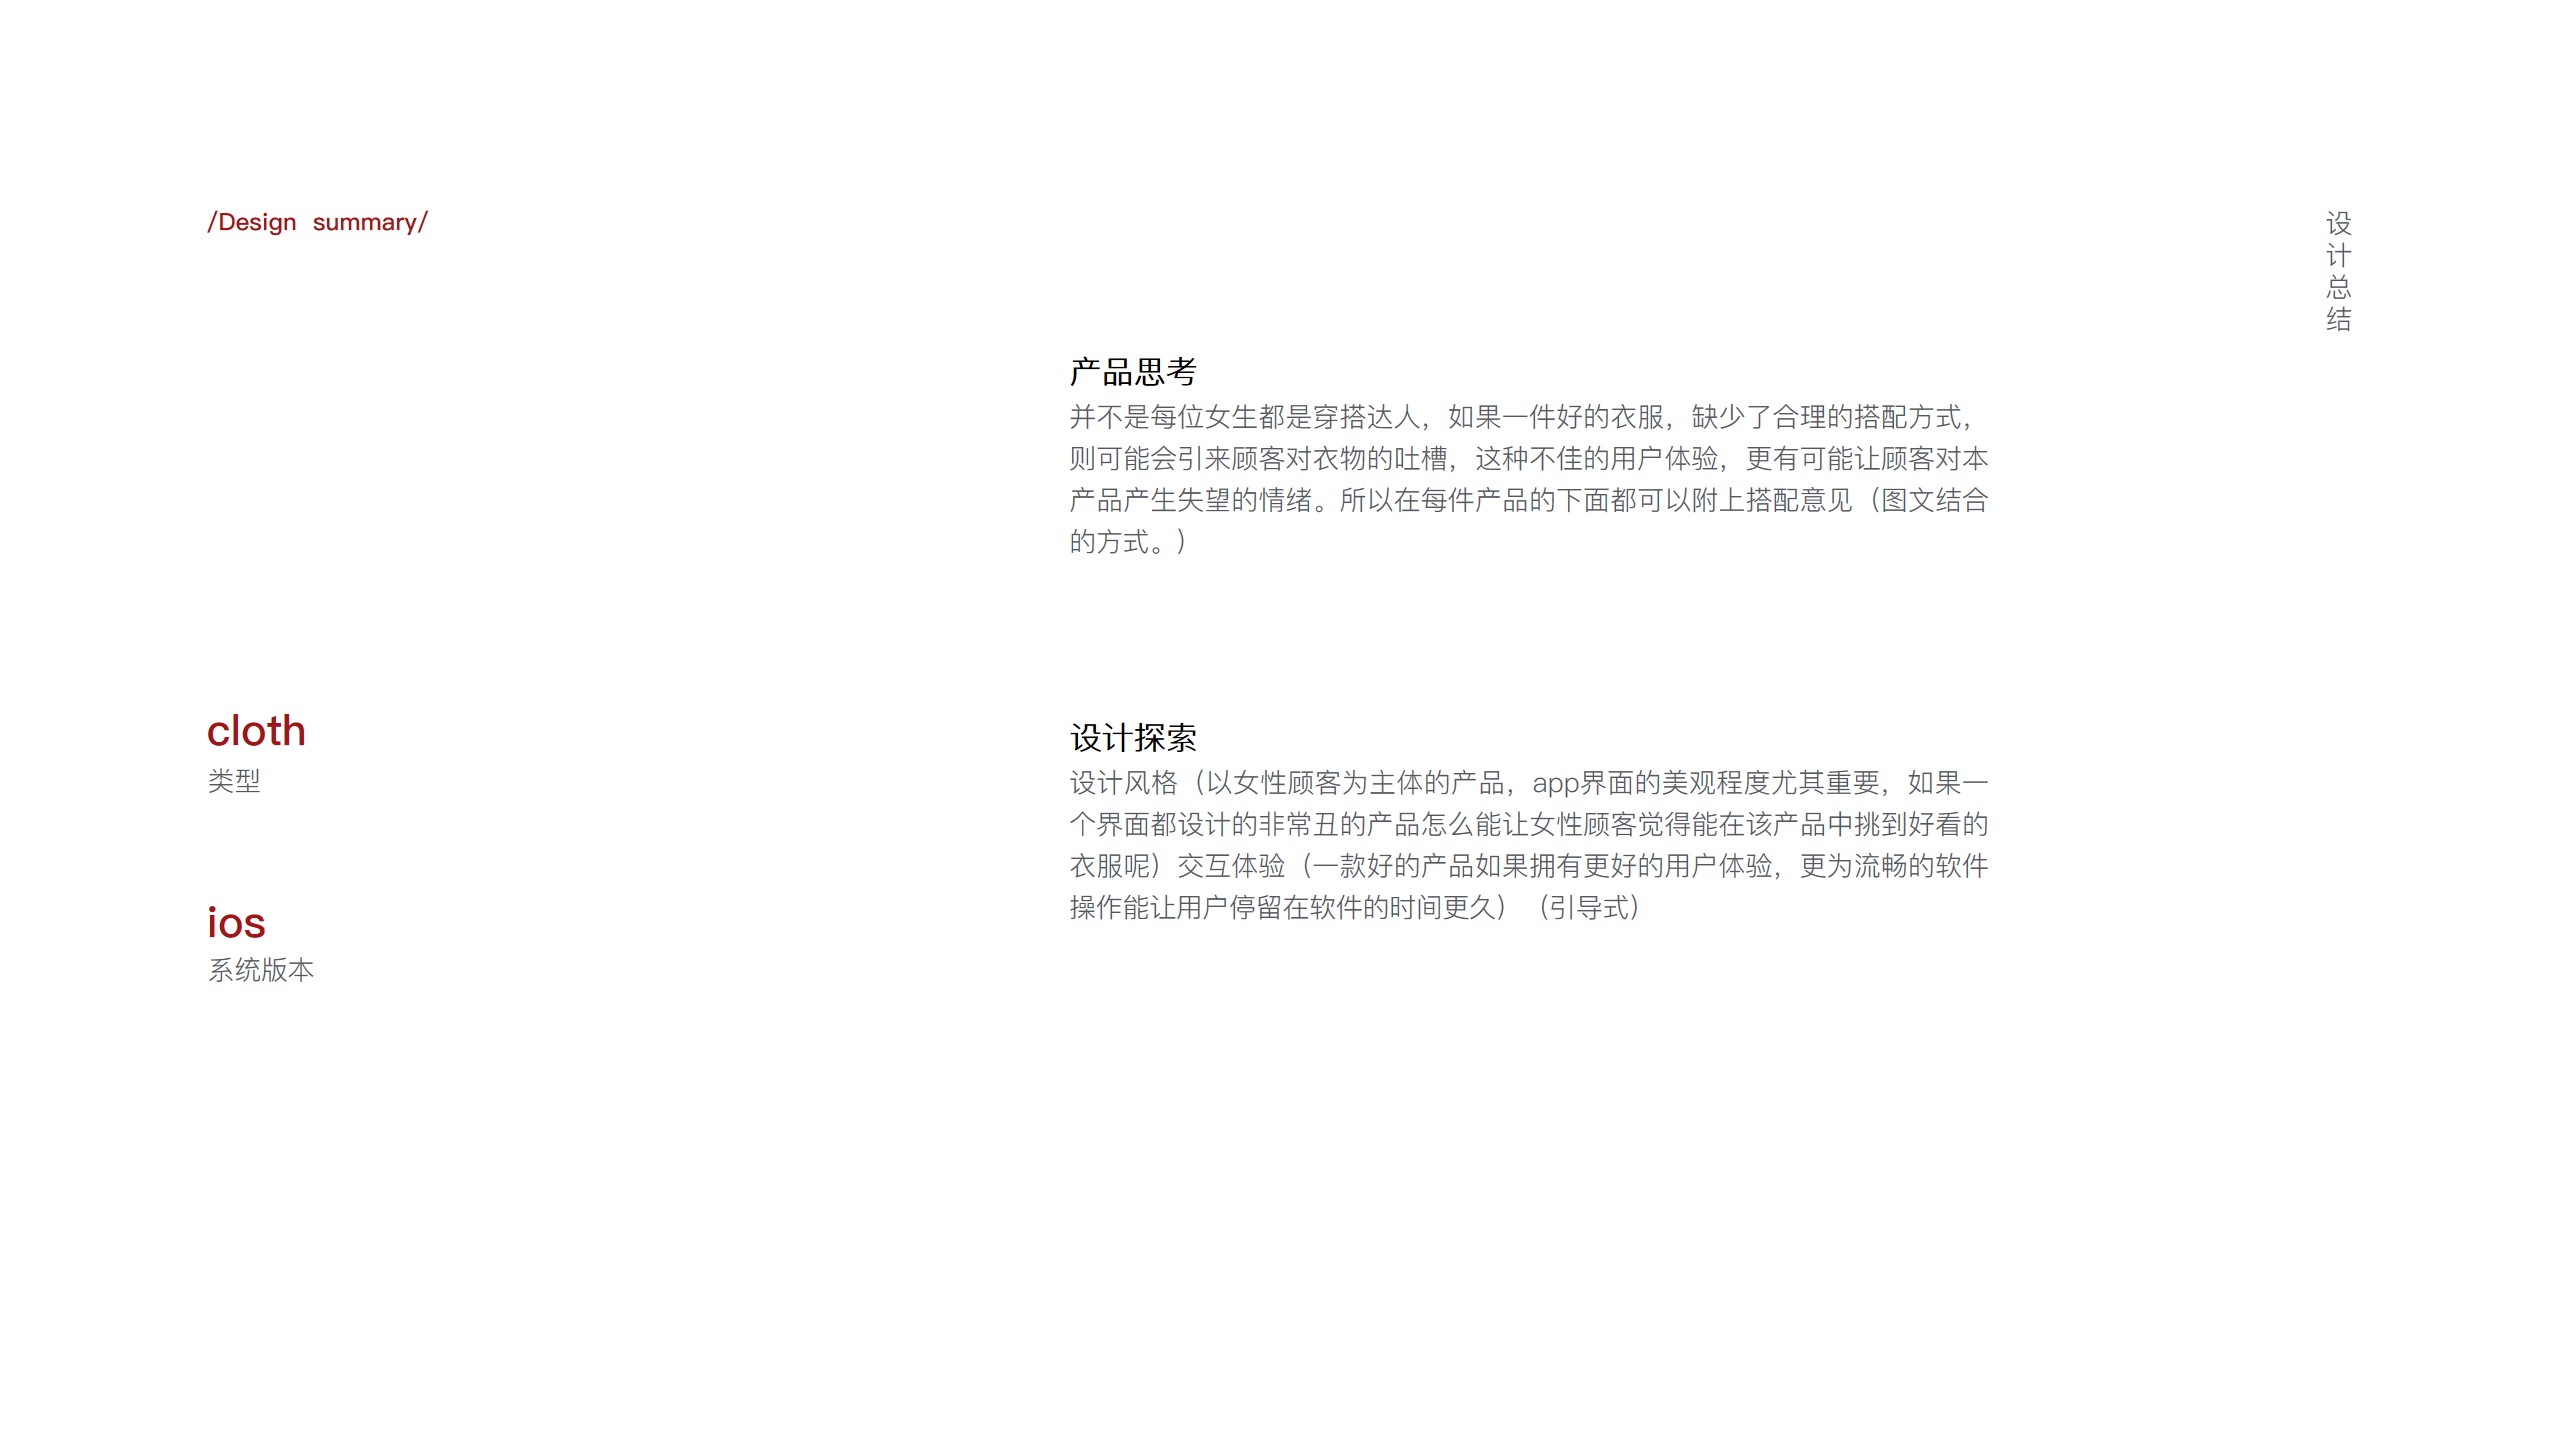 /Design summary/
设计总结
产品思考
并不是每位女生都是穿搭达人，如果一件好的衣服，缺少了合理的搭配方式，
则可能会引来顾客对衣物的吐槽，这种不佳的用户体验，更有可能让顾客对本
产品产生失望的情绪。所以在每件产品的下面都可以附上搭配意见（图文结合
的方式。）
cloth
类型
ios
系统版本
设计探索
设计风格（以女性顾客为主体的产品，app界面的美观程度尤其重要，如果一
个界面都设计的非常丑的产品怎么能让女性顾客觉得能在该产品中挑到好看的
衣服呢）交互体验（一款好的产品如果拥有更好的用户体验，更为流畅的软件
操作能让用户停留在软件的时间更久）（引导式）